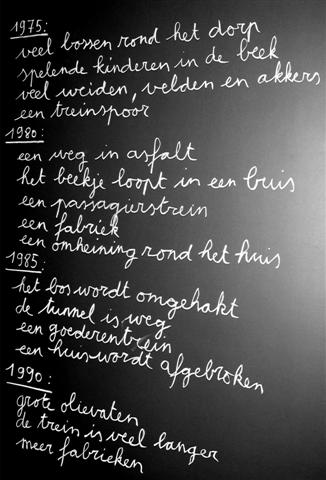 1975:
veel bossen rond het dorp
spelende kinderen in de beek
veel weiden, velden en akkers
een treinspoor
1980:
een weg in asfalt
het beekje loopt in een buis
een passagierstrein
een fabriek
een omheining rond het huis
1985:
het bos wordt omgehakt
de tunnel is weg
een goederentrein
een huis wordt afgebroken
1990:
grote olievaten
de trein is veel langer
meer fabrieken